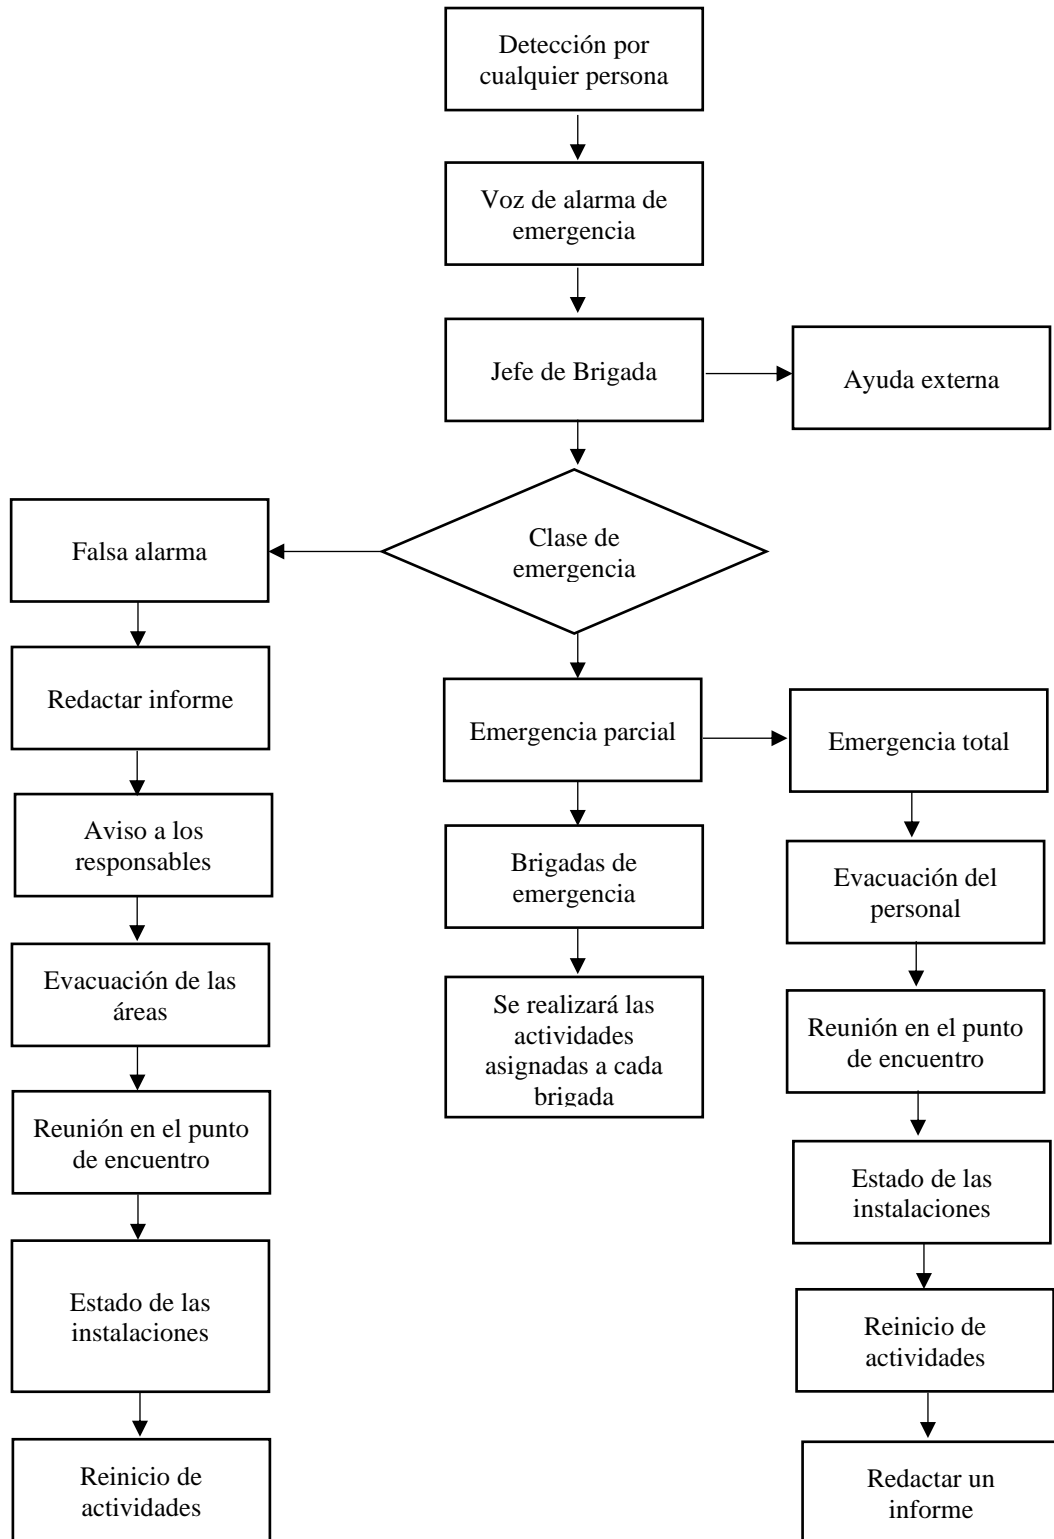 Detección por
cualquier persona
Voz de alarma de
emergencia
Jefe de Brigada
Ayuda externa
Clase de
emergencia
Falsa alarma
Redactar informe
Aviso a los
responsables
Evacuación de las
áreas
Reunión en el punto
de encuentro
Estado de las
instalaciones
Reinicio de
actividades
Emergencia parcial
Brigadas de
emergencia
Se realizará las
actividades
asignadas a cada
brigada
Emergencia total
Evacuación del
personal
Reunión en el punto
de encuentro
Estado de las
instalaciones
Reinicio de
actividades
Redactar un
informe